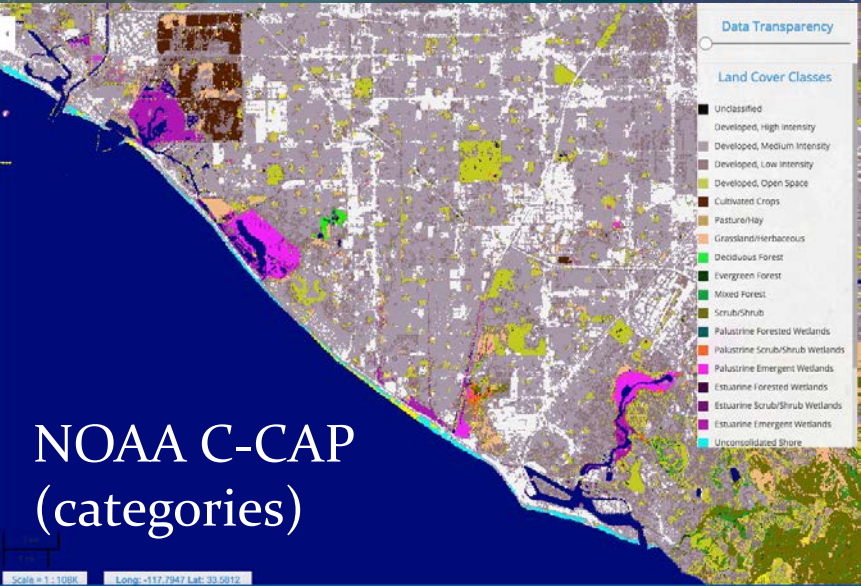 Data Transparency
Land Cover Classes
Unclassified
Developed, High Intensity
Developed, Medium Intensity
Developed, Low Intensity
Developed, Open Space
Cultivated Crops
Pasture/Hay
Grassland/Herbaceous
Deciduous Forest
Evergreen Forest
Mixed Forest
Scrub/Shrub
Palustrine Forested Wetlands
Palustrine Scrub/Shrub Wetlands
Palustrine Emergent Wetlands
Estuarine Forested Wetlands
Estuarine Scrub/Shrub Wetlands
Estuarine Emergent Wetlands
Unconsolidated Shore
NOAA C-CAP
(categories)
Scale = 1 : 108K
Long: -117.7947 Lat: 33.5812